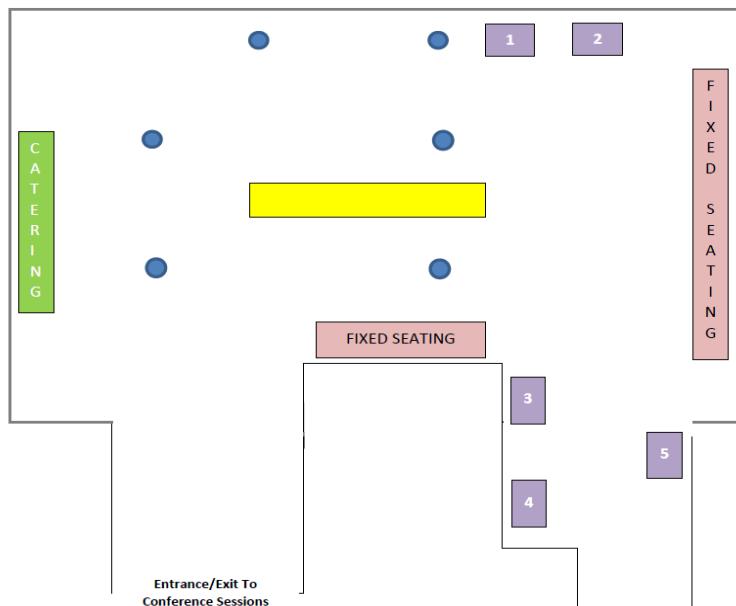 1
2
CATERING
FIXED SEATING
FIXED SEATING
3
5
4
Entrance/Exit To
Conference Sessions